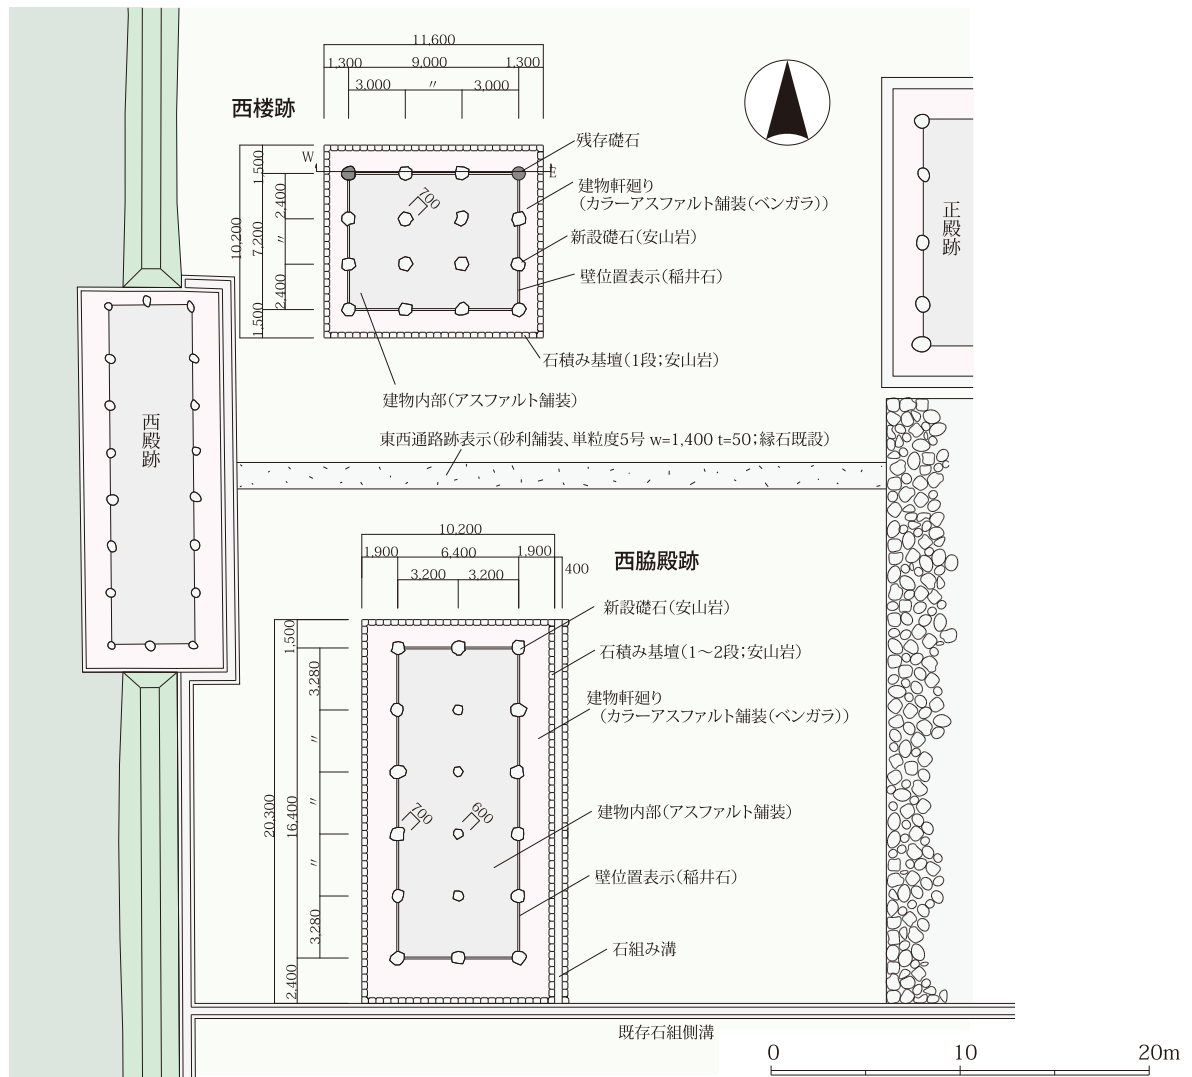 11,600
1,300
9,000
1,300
3,000
〃
3,000
西楼跡
W
E
残存礎石
建物軒廻り
(カラーアスファルト舗装(ベンガラ))
新設礎石(安山岩)
壁位置表示(稲井石)
石積み基壇(1段;安山岩)
建物内部(アスファルト舗装)
1,500
2,400
10,200
7,200
〃
2,400
1,500
700
正殿跡
西殿跡
東西通路跡表示(砂利舗装、単粒度5号 w=1,400 t=50;縁石既設)
10,200
1,900
6,400
1,900
400
3,200
3,200
西脇殿跡
新設礎石(安山岩)
石積み基壇(1～2段;安山岩)
建物軒廻り
(カラーアスファルト舗装(ベンガラ))
建物内部(アスファルト舗装)
壁位置表示(稲井石)
石組み溝
1,500
3,280
〃
20,300
16,400
〃
〃
3,280
2,400
700
600
既存石組側溝
0
10
20m